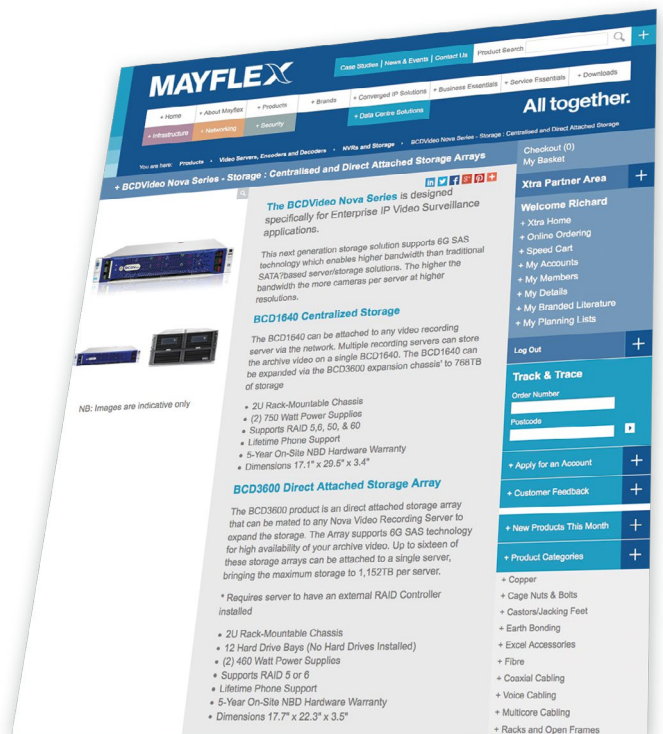 MAYFLEX
Case Studies | News & Events | Contact Us
Product Search
+ Home
+ About Mayflex
+ Products
+ Brands
+ Converged IP Solutions
+ Business Essentials
+ Service Essentials
+ Downloads
+ Infrastructure
+ Networking
+ Security
+ Data Centre Solutions
All together.
You are here: Products • Video Servers, Encoders and Decoders • NVRs and Storage • BCDVideo Nova Series - Storage : Centralised and Direct Attached Storage Arrays
+ BCDVideo Nova Series - Storage : Centralised and Direct Attached Storage Arrays
NB: Images are indicative only
The BCDVideo Nova Series is designed
specifically for Enterprise IP Video Surveillance
applications.
This next generation storage solution supports 6G SAS
technology which enables higher bandwidth than traditional
SATA?based server/storage solutions. The higher the
bandwidth the more cameras per server at higher
resolutions.
BCD1640 Centralized Storage
The BCD1640 can be attached to any video recording
server via the network. Multiple recording servers can store
the archive video on a single BCD1640. The BCD1640 can
be expanded via the BCD3600 expansion chassis' to 768TB
of storage
• 2U Rack-Mountable Chassis
• (2) 750 Watt Power Supplies
• Supports RAID 5,6, 50, & 60
• Lifetime Phone Support
• 5-Year On-Site NBD Hardware Warranty
• Dimensions 17.1" x 29.5" x 3.4"
BCD3600 Direct Attached Storage Array
The BCD3600 product is an direct attached storage array
that can be mated to any Nova Video Recording Server to
expand the storage. The Array supports 6G SAS technology
for high availability of your archive video. Up to sixteen of
these storage arrays can be attached to a single server,
bringing the maximum storage to 1,152TB per server.
* Requires server to have an external RAID Controller
installed
• 2U Rack-Mountable Chassis
• 12 Hard Drive Bays (No Hard Drives Installed)
• (2) 460 Watt Power Supplies
• Supports RAID 5 or 6
• Lifetime Phone Support
• 5-Year On-Site NBD Hardware Warranty
• Dimensions 17.7" x 22.3" x 3.5"
Checkout (0)
My Basket
Xtra Partner Area
Welcome Richard
+ Xtra Home
+ Online Ordering
+ Speed Cart
+ My Accounts
+ My Members
+ My Details
+ My Branded Literature
+ My Planning Lists
Log Out
Track & Trace
Order Number
Postcode
+ Apply for an Account
+ Customer Feedback
+ New Products This Month
+ Product Categories
+ Copper
+ Cage Nuts & Bolts
+ Castors/Jacking Feet
+ Earth Bonding
+ Excel Accessories
+ Fibre
+ Coaxial Cabling
+ Voice Cabling
+ Multicore Cabling
+ Racks and Open Frames